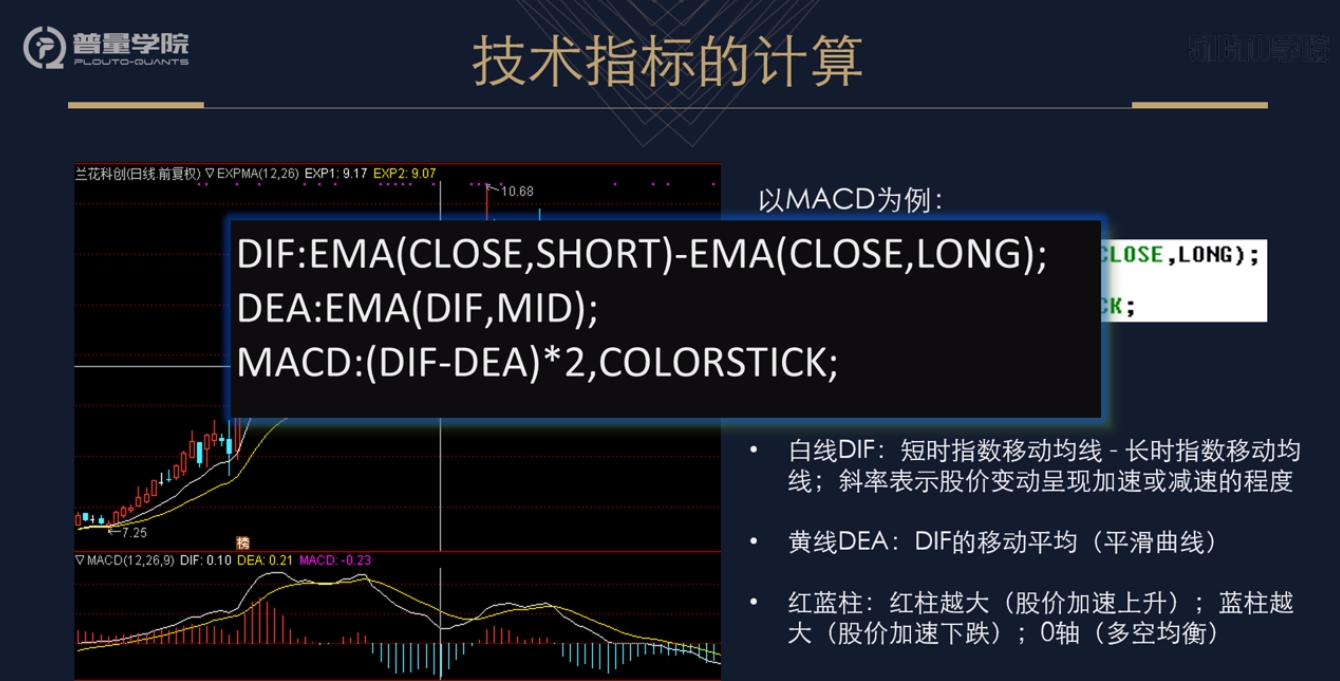 普量学院
PLOUTO-QUANTS
技术指标的计算
兰花科创(日线.前复权) ▽EXPMA(12,26) EXP1: 9.17 EXP2: 9.07
10.68
以MACD为例：
DIF:EMA(CLOSE,SHORT)-EMA(CLOSE,LONG);
DEA:EMA(DIF,MID);
MACD:(DIF-DEA)*2,COLORSTICK;
CLOSE,LONG);
CK;
7.25
榜
▽MACD(12,26,9) DIF: 0.10 DEA: 0.21 MACD: -0.23
• 白线DIF：短时指数移动均线 - 长时指数移动均
线；斜率表示股价变动呈现加速或减速的程度
• 黄线DEA：DIF的移动平均（平滑曲线）
• 红蓝柱：红柱越大（股价加速上升）；蓝柱越
大（股价加速下跌）；0轴（多空均衡）